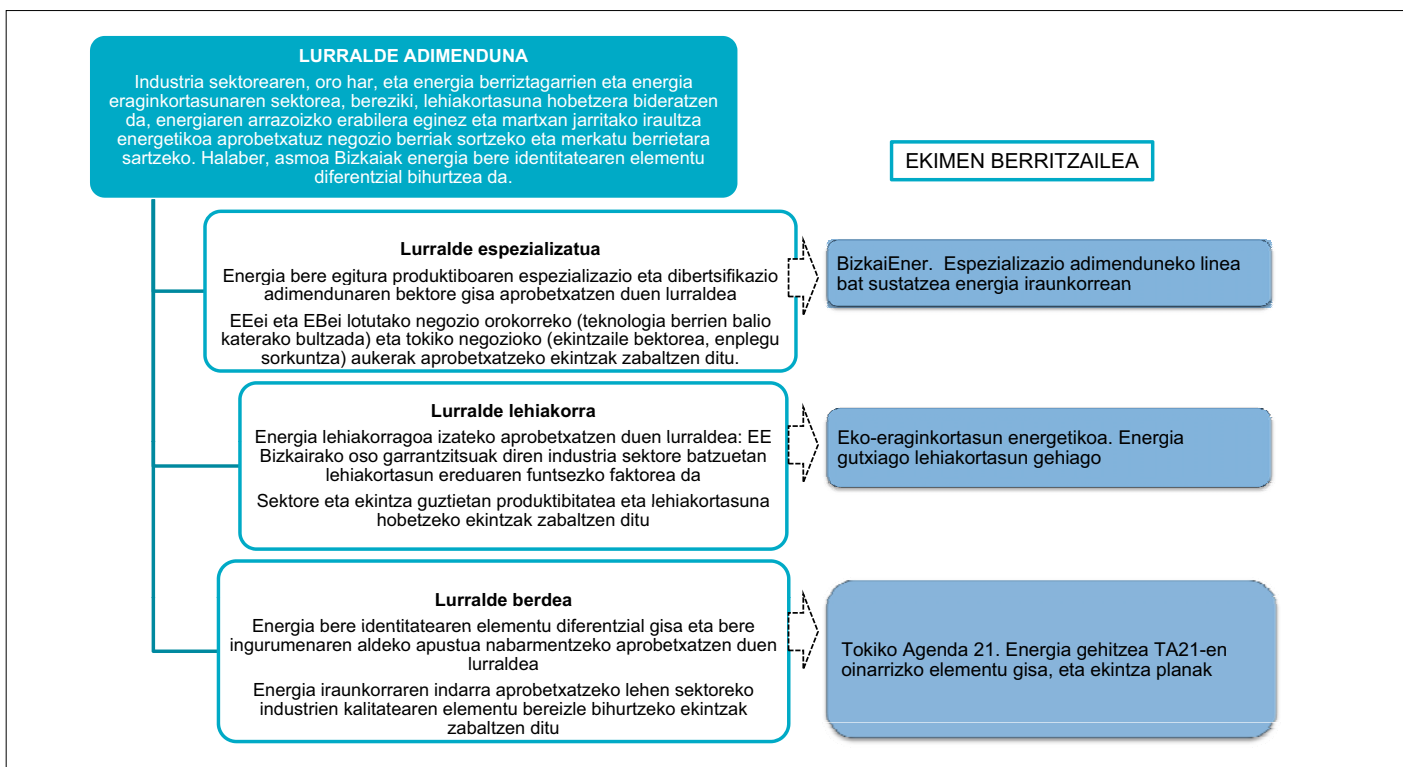 LURRALDE ADIMENDUNA
Industria sektorearen, oro har, eta energia berriztagarrien eta energia
eraginkortasunaren sektorea, bereziki, lehiakortasuna hobetzera bideratzen
da, energiaren arrazoizko erabilera eginez eta martxan jarritako iraultza
energetikoa aprobetxatuz negozio berriak sortzeko eta merkatu berrietara
sartzeko. Halaber, asmoa Bizkaiak energia bere identitatearen elementu
diferentzial bihurtzea da.
EKIMEN BERRITZAILEA
Lurralde espezializatua
Energia bere egitura produktiboaren espezializazio eta dibertsifikazio
adimendunaren bektore gisa aprobetxatzen duen lurraldea
EEei eta EBei lotutako negozio orokorreko (teknologia berrien balio
katerako bultzada) eta tokiko negozioko (ekintzaile bektorea, enplegu
sorkuntza) aukerak aprobetxatzeko ekintzak zabaltzen ditu.
BizkaiEner.  Espezializazio adimenduneko linea
bat sustatzea energia iraunkorrean
Lurralde lehiakorra
Energia lehiakorragoa izateko aprobetxatzen duen lurraldea: EE
Bizkairako oso garrantzitsuak diren industria sektore batzuetan
lehiakortasun ereduaren funtsezko faktorea da
Sektore eta ekintza guztietan produktibitatea eta lehiakortasuna
hobetzeko ekintzak zabaltzen ditu
Eko-eraginkortasun energetikoa. Energia
gutxiago lehiakortasun gehiago
Lurralde berdea
Energia bere identitatearen elementu diferentzial gisa eta bere
ingurumenaren aldeko apustua nabarmentzeko aprobetxatzen duen
lurraldea
Energia iraunkorraren indarra aprobetxatzeko lehen sektoreko
industrien kalitatearen elementu bereizle bihurtzeko ekintzak
zabaltzen ditu
Tokiko Agenda 21. Energia gehitzea TA21-en
oinarrizko elementu gisa, eta ekintza planak